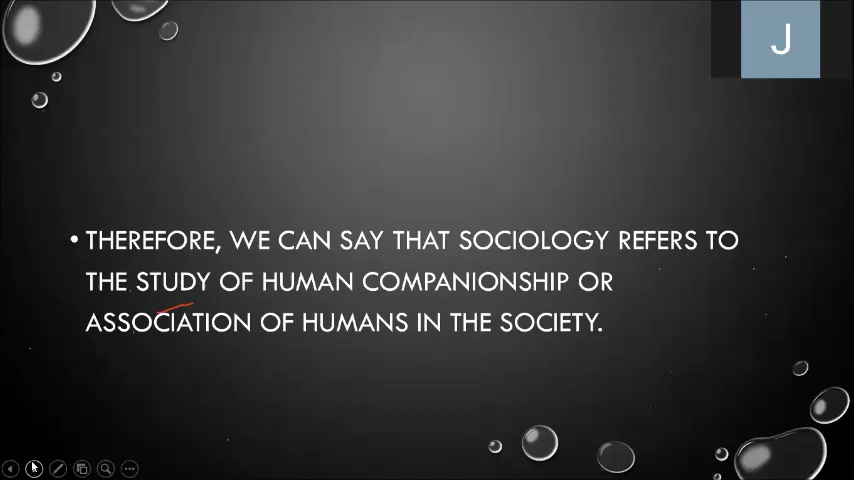 J
• THEREFORE, WE CAN SAY THAT SOCIOLOGY REFERS TO
THE STUDY OF HUMAN COMPANIONSHIP OR
ASSOCIATION OF HUMANS IN THE SOCIETY.